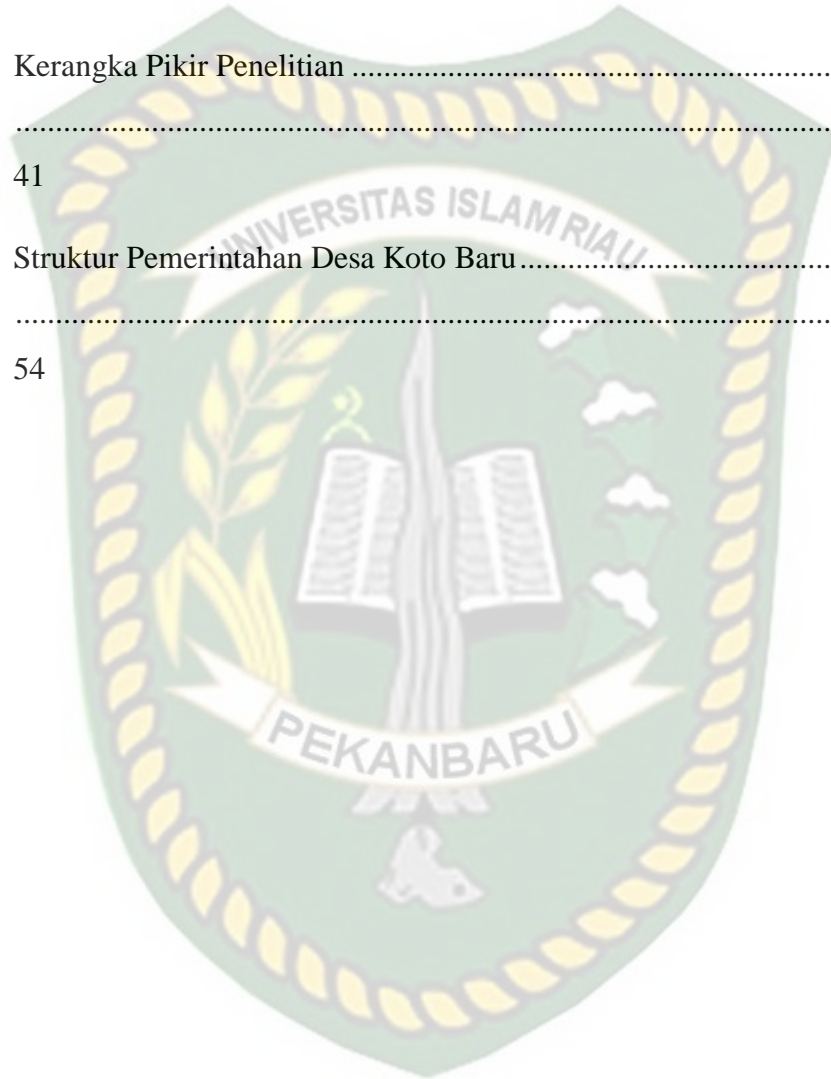 Kerangka Pikir Penelitian ..........................................................
..............................................................................................
41
UNIVERSITAS ISLAM RIAU
Struktur Pemerintahan Desa Koto Baru......................................
..............................................................................................
54
PEKANBARU